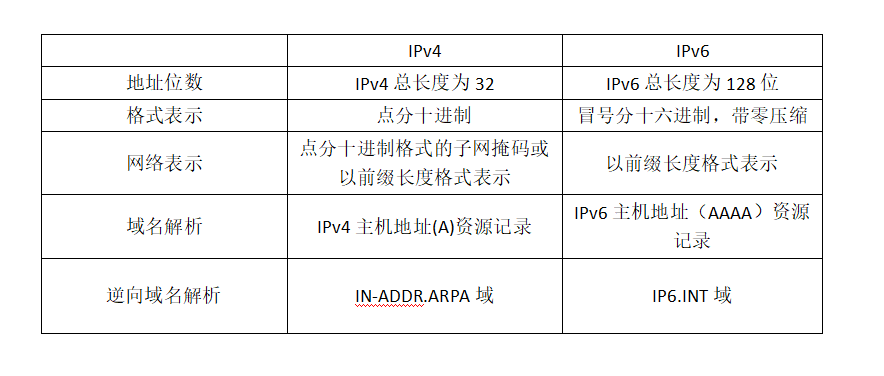 IPv4
IPv6
地址位数
IPv4 总长度为 32
IPv6 总长度为 128 位
格式表示
点分十进制
冒号分十六进制，带零压缩
网络表示
点分十进制格式的子网掩码或
以前缀长度格式表示
以前缀长度格式表示
域名解析
IPv4 主机地址(A)资源记录
IPv6 主机地址（AAAA）资源
记录
逆向域名解析
IN-ADDR.ARPA 域
IP6.INT 域